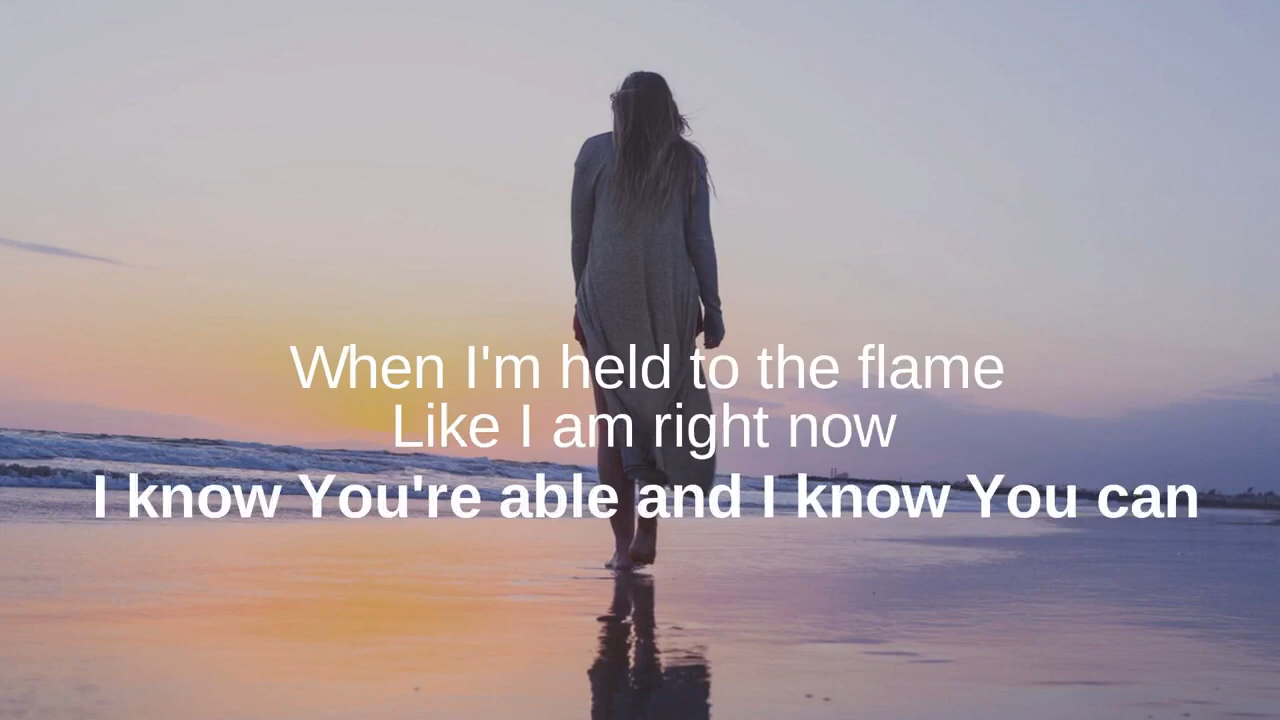 When I'm held to the flame
Like I am right now
I know You're able and I know You can